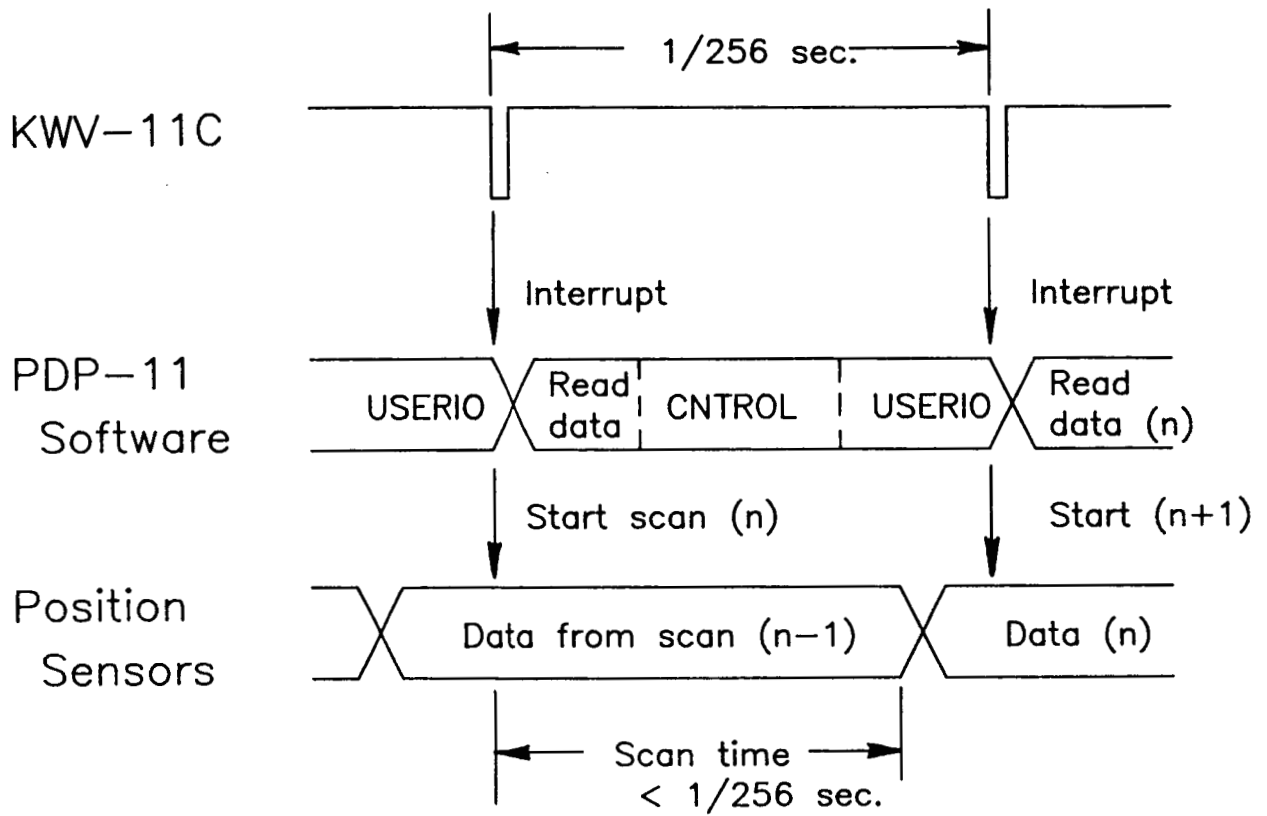 1/256 sec.
KWV-11C
Interrupt
Interrupt
PDP-11
Software
USERIO
Read
data
CNTROL
USERIO
Read
data (n)
Start scan (n)
Start (n+1)
Position
Sensors
Data from scan (n-1)
Data (n)
Scan time
< 1/256 sec.